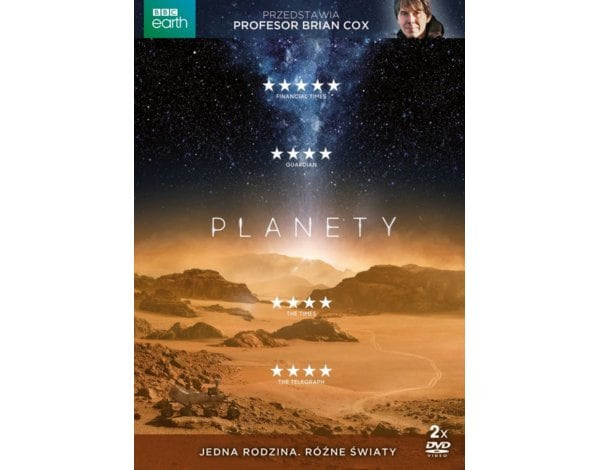 BBC
earth
PRZEDSTAWIA
PROFESOR BRIAN COX
FINANCIAL TIMES
GUARDIAN
PLANETY
THE TIMES
THE TELEGRAPH
JEDNA RODZINA. RÓŻNE ŚWIATY
2x
DVD
VIDEO